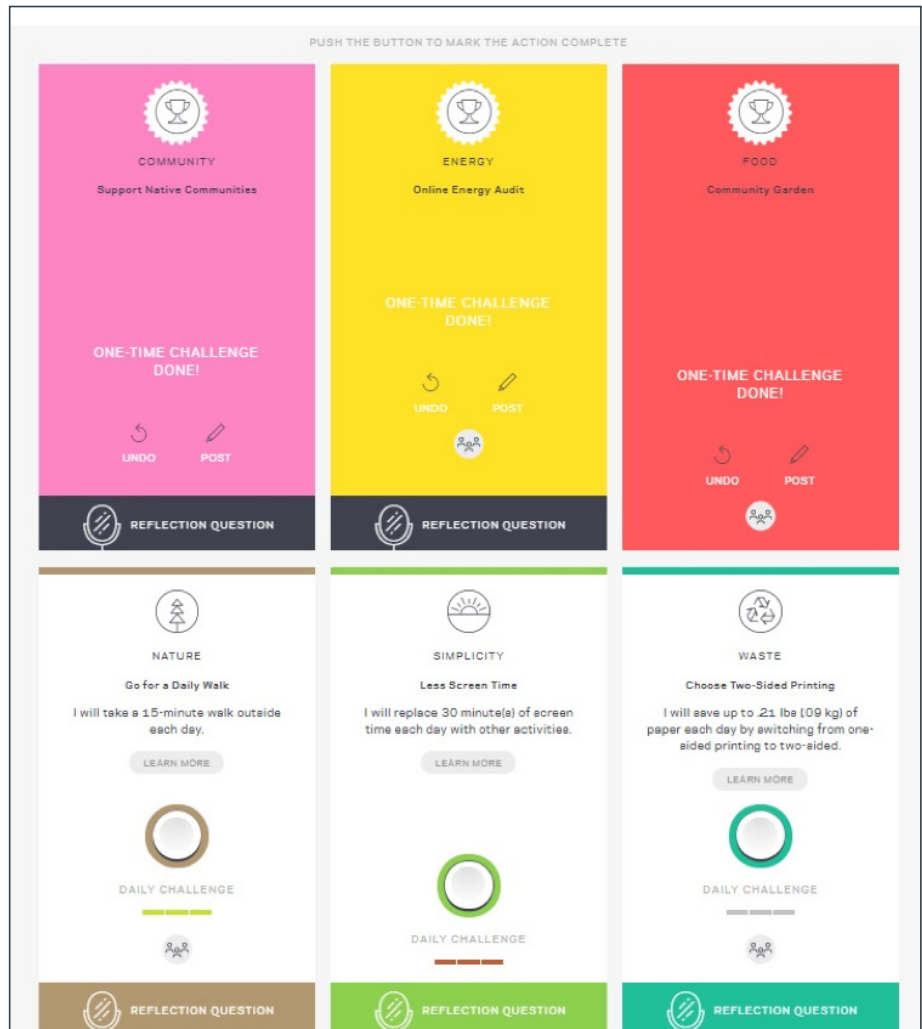 PUSH THE BUTTON TO MARK THE ACTION COMPLETE
COMMUNITY
Support Native Communities
ONE-TIME CHALLENGE
DONE!
UNDO POST
REFLECTION QUESTION
ENERGY
Online Energy Audit
ONE-TIME CHALLENGE
DONE!
UNDO POST
REFLECTION QUESTION
FOOD
Community Garden
ONE-TIME CHALLENGE
DONE!
UNDO POST
NATURE
Go for a Daily Walk
I will take a 15-minute walk outside
each day.
LEARN MORE
DAILY CHALLENGE
REFLECTION QUESTION
SIMPLICITY
Less Screen Time
I will replace 30 minute(s) of screen
time each day with other activities.
LEARN MORE
DAILY CHALLENGE
REFLECTION QUESTION
WASTE
Choose Two-Sided Printing
I will save up to .21 lbs (.09 kg) of
paper each day by switching from one-
sided printing to two-sided.
LEARN MORE
DAILY CHALLENGE
REFLECTION QUESTION